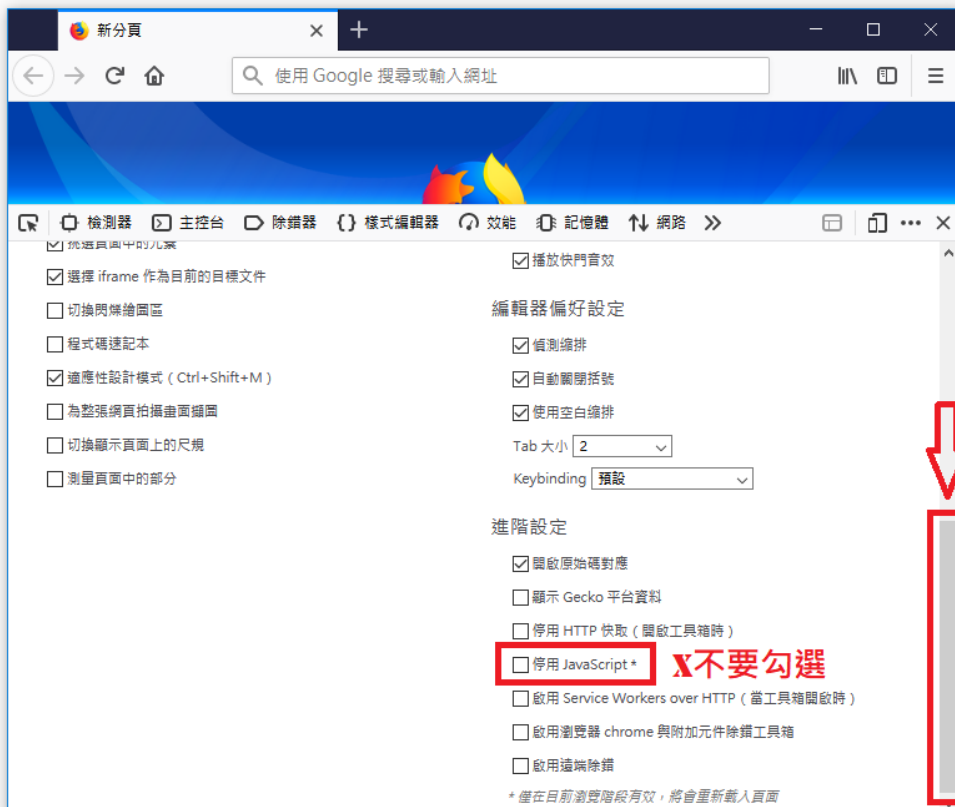 新分頁
使用 Google 搜尋或輸入網址
檢測器 主控台 除錯器 樣式編輯器 效能 記憶體 網路
挑選頁面中的元素
選擇 iframe 作為目前的目標文件
切換閃爍繪圖區
程式碼速記本
適應性設計模式（Ctrl+Shift+M）
為整張網頁拍攝畫面擷圖
切換顯示頁面上的尺規
測量頁面中的部分
播放快門音效
編輯器偏好設定
偵測縮排
自動關閉括號
使用空白縮排
Tab 大小 2
Keybinding 預設
進階設定
開啟原始碼對應
顯示 Gecko 平台資料
停用 HTTP 快取（開啟工具箱時）
停用 JavaScript * X不要勾選
啟用 Service Workers over HTTP（當工具箱開啟時）
啟用瀏覽器 chrome 與附加元件除錯工具箱
啟用遠端除錯
* 僅在目前瀏覽階段有效，將會重新載入頁面